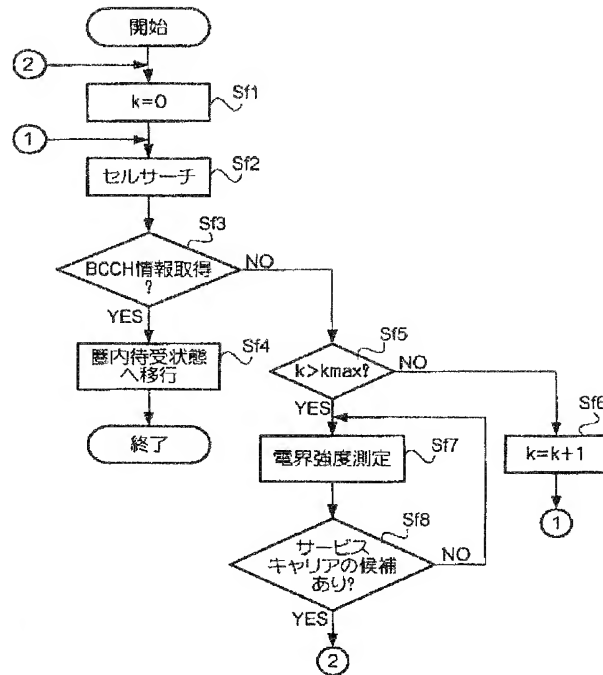 開始
2
k=0
Sf1
1
セルサーチ
Sf2
Sf3
BCCH情報取得
?
NO
YES
圏内待受状態
へ移行
Sf4
終了
Sf5
k>kmax?
NO
YES
Sf6
k=k+1
1
電界強度測定
Sf7
Sf8
サービス
キャリアの候補
あり?
NO
YES
2